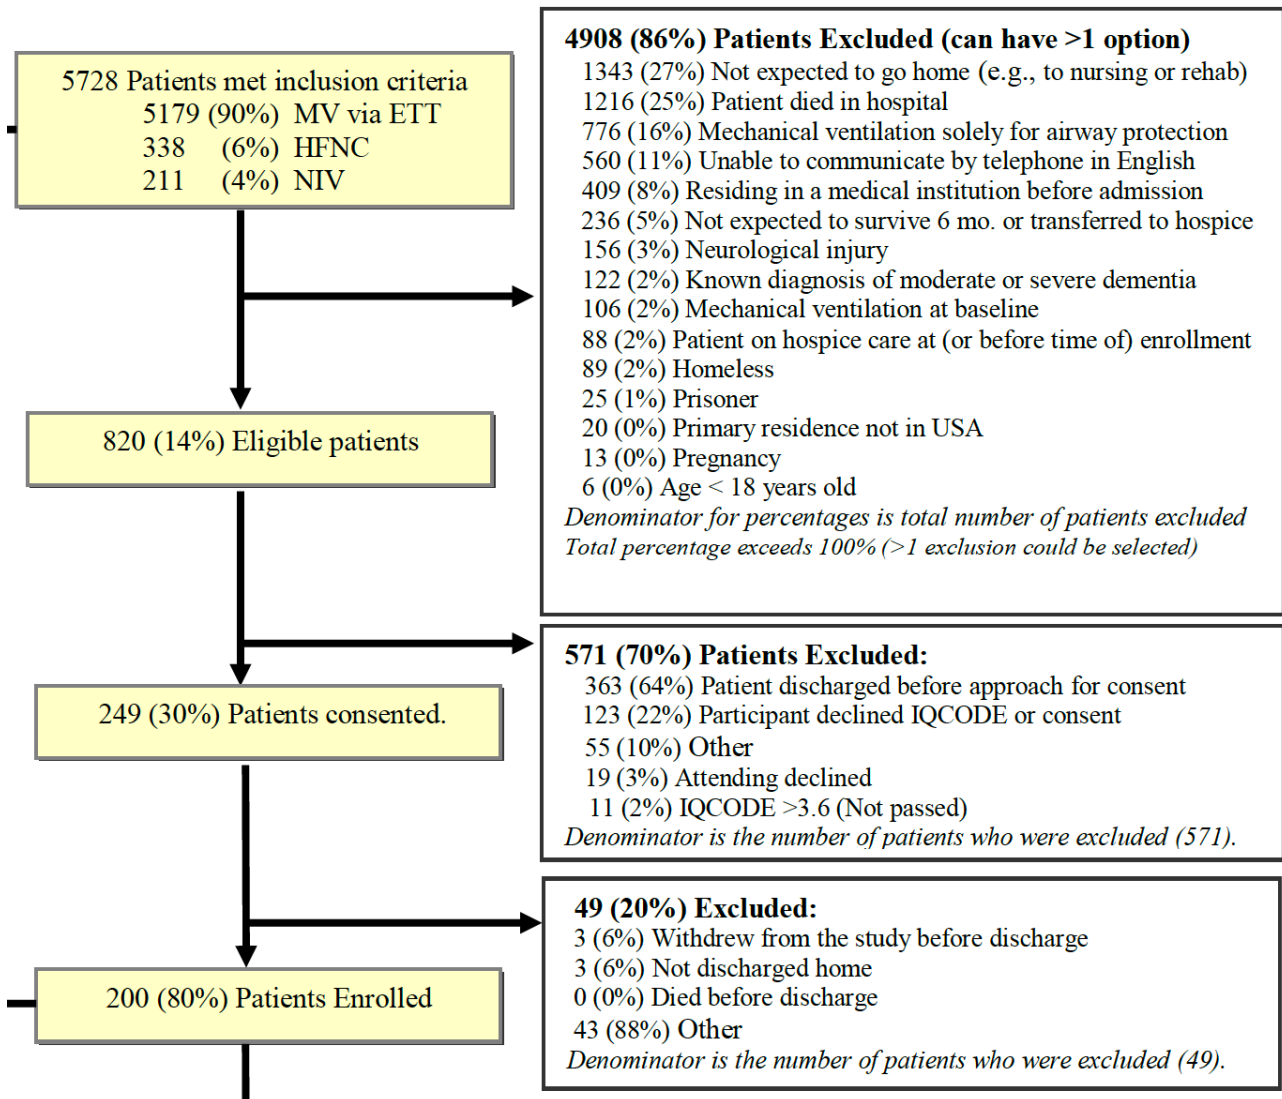 5728 Patients met inclusion criteria
5179 (90%) MV via ETT
338 (6%) HFNC
211 (4%) NIV
4908 (86%) Patients Excluded (can have >1 option)
1343 (27%) Not expected to go home (e.g., to nursing or rehab)
1216 (25%) Patient died in hospital
776 (16%) Mechanical ventilation solely for airway protection
560 (11%) Unable to communicate by telephone in English
409 (8%) Residing in a medical institution before admission
236 (5%) Not expected to survive 6 mo. or transferred to hospice
156 (3%) Neurological injury
122 (2%) Known diagnosis of moderate or severe dementia
106 (2%) Mechanical ventilation at baseline
88 (2%) Patient on hospice care at (or before time of) enrollment
89 (2%) Homeless
25 (1%) Prisoner
20 (0%) Primary residence not in USA
13 (0%) Pregnancy
6 (0%) Age < 18 years old
Denominator for percentages is total number of patients excluded
Total percentage exceeds 100% (>1 exclusion could be selected)
820 (14%) Eligible patients
571 (70%) Patients Excluded:
363 (64%) Patient discharged before approach for consent
123 (22%) Participant declined IQCODE or consent
55 (10%) Other
19 (3%) Attending declined
11 (2%) IQCODE >3.6 (Not passed)
Denominator is the number of patients who were excluded (571).
249 (30%) Patients consented.
49 (20%) Excluded:
3 (6%) Withdrew from the study before discharge
3 (6%) Not discharged home
0 (0%) Died before discharge
43 (88%) Other
Denominator is the number of patients who were excluded (49).
200 (80%) Patients Enrolled